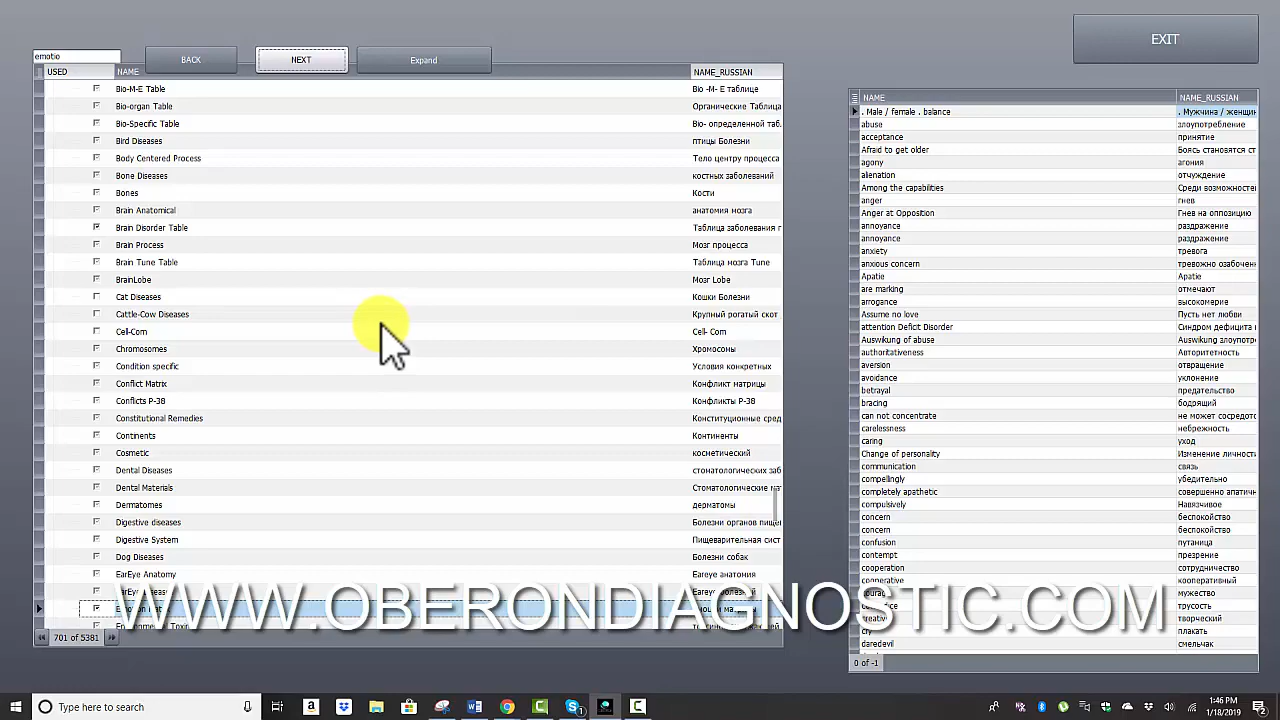 EXIT
emotio
BACK
NEXT
Expand
USED NAME NAME_RUSSIAN
Bio-M-E Table Bio -M- E таблице
Bio-organ Table Органические Таблица
Bio-Specific Table Bio- определенной таб.
Bird Diseases птицы Болезни
Body Centered Process Тело центру процесса
Bone Diseases костных заболеваний
Bones Кости
Brain Anatomical анатомия мозга
Brain Disorder Table Таблица заболевания г
Brain Process Мозг процесса
Brain Tune Table Таблица мозга Tune
BrainLobe Мозг Lobe
Cat Diseases Кошки Болезни
Cattle-Cow Diseases Крупный рогатый скот
Cell-Com Cell- Com
Chromosomes Хромосомы
Condition specific Условия конкретных
Conflict Matrix Конфликт матрицы
Conflicts P-38 Конфликты P-38
Constitutional Remedies Конституционные сред
Continents Континенты
Cosmetic косметический
Dental Diseases стоматологических заб
Dental Materials Стоматологические
Dermatomes дерматомы
Digestive diseases Болезни органов пищев
Digestive System Пищеварительная сист
Dog Diseases Болезни собак
EarEye Anatomy Eareye анатония
701 of 5381
NAME NAME_RUSSIAN
. Male / female . balance . Мужчина / женщин
abuse злоупотребление
acceptance принятие
Afraid to get older Боясь становятся ст
agony агония
alienation отчуждение
Among the capabilities Среди возможностей
anger гнев
Anger at Opposition Гнев на оппозицию
annoyance раздражение
annoyance раздражение
anxiety тревога
anxious concern тревожно озабочен
Apatie Apatie
are marking отмечают
arrogance высокомерие
Assume no love Пусть нет любви
attention Deficit Disorder Синдром дефицита
Auswikung of abuse Auswikung злоупотр
authoritativeness Авторитетность
aversion отвращение
avoidance уклонение
betrayal предательство
bracing бодрящий
can not concentrate не может сосредот
carelessness небрежность
caring уход
Change of personality Изменение личност
communication связь
compellingly убедительно
completely apathetic совершенно апатич
compulsively Навязчивое
concern беспокойство
concern беспокойство
confusion путаница
contempt презрение
cooperation сотрудничество
cooperative кооперативный
мужество
трусость
творческий
cry плакать
daredevil смельчак
0 of -1
WWW.OBERONDIAGNOSTIC.COM
Type here to search
1:46 PM
1/18/2019